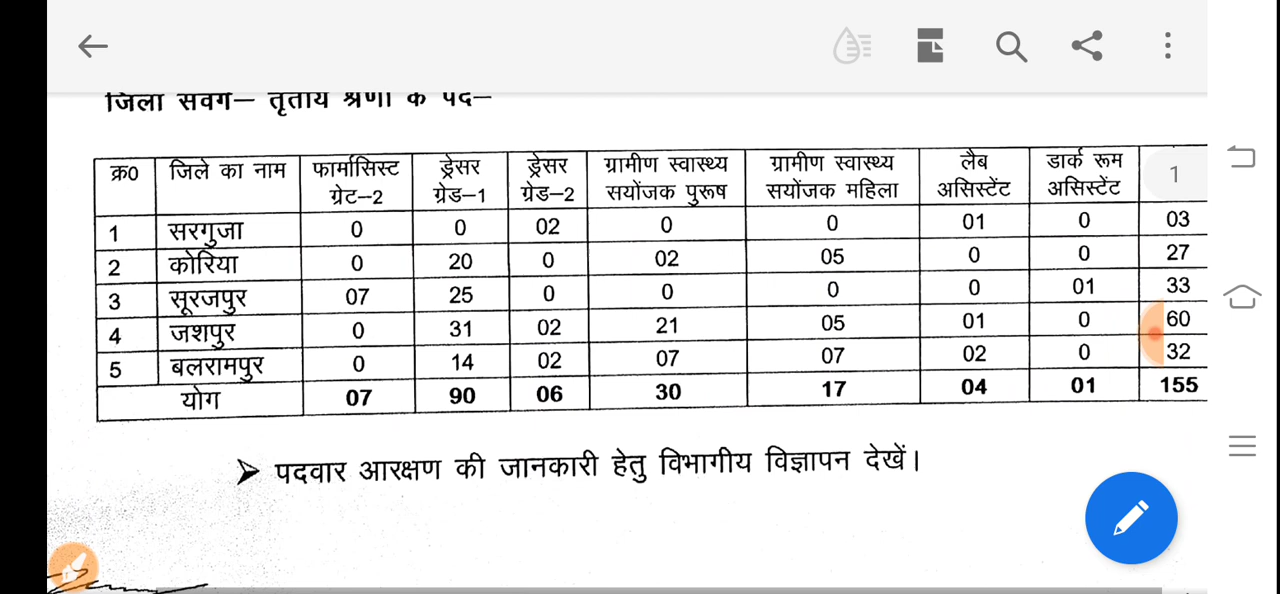 जिला संवर्ग– तृतीय श्रेणी के पद–
क्र0 जिले का नाम फार्मासिस्ट ग्रेट–2 ड्रेसर ग्रेड–1 ड्रेसर ग्रेड–2 ग्रामीण स्वास्थ्य सयोंजक पुरूष ग्रामीण स्वास्थ्य सयोंजक महिला लैब असिस्टेंट डार्क रूम असिस्टेंट 1
1 सरगुजा 0 0 02 0 0 01 0 03
2 कोरिया 0 20 0 02 05 0 0 27
3 सूरजपुर 07 25 0 0 0 0 01 33
4 जशपुर 0 31 02 21 05 01 0 60
5 बलरामपुर 0 14 02 07 07 02 0 32
योग 07 90 06 30 17 04 01 155
➤ पदवार आरक्षण की जानकारी हेतु विभागीय विज्ञापन देखें।